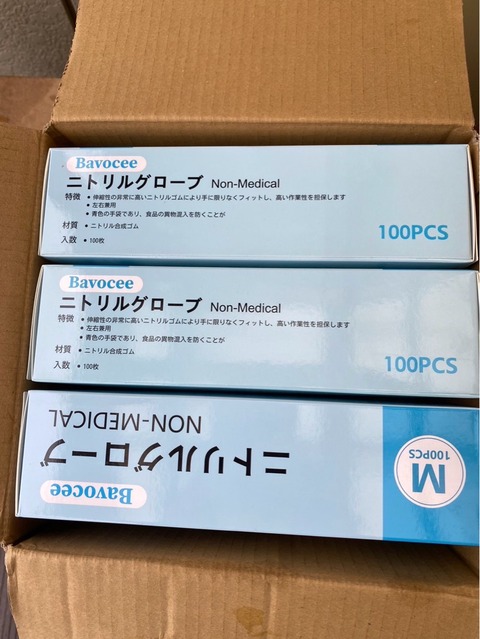 Bavocee
ニトリルグローブ Non-Medical
特徴 ● 伸縮性の非常に高いニトリルゴムにより手に限りなくフィットし、高い作業性を担保します
● 左右兼用
● 青色の手袋であり、食品の異物混入を防ぐことが
材質 ● ニトリル合成ゴム
入数 ● 100枚
100PCS
Bavocee
ニトリルグローブ Non-Medical
特徴 ● 伸縮性の非常に高いニトリルゴムにより手に限りなくフィットし、高い作業性を担保します
● 左右兼用
● 青色の手袋であり、食品の異物混入を防ぐことが
材質 ● ニトリル合成ゴム
入数 ● 100枚
100PCS
Bavocee
ニトリルグローブ
NON-MEDICAL
M
100PCS